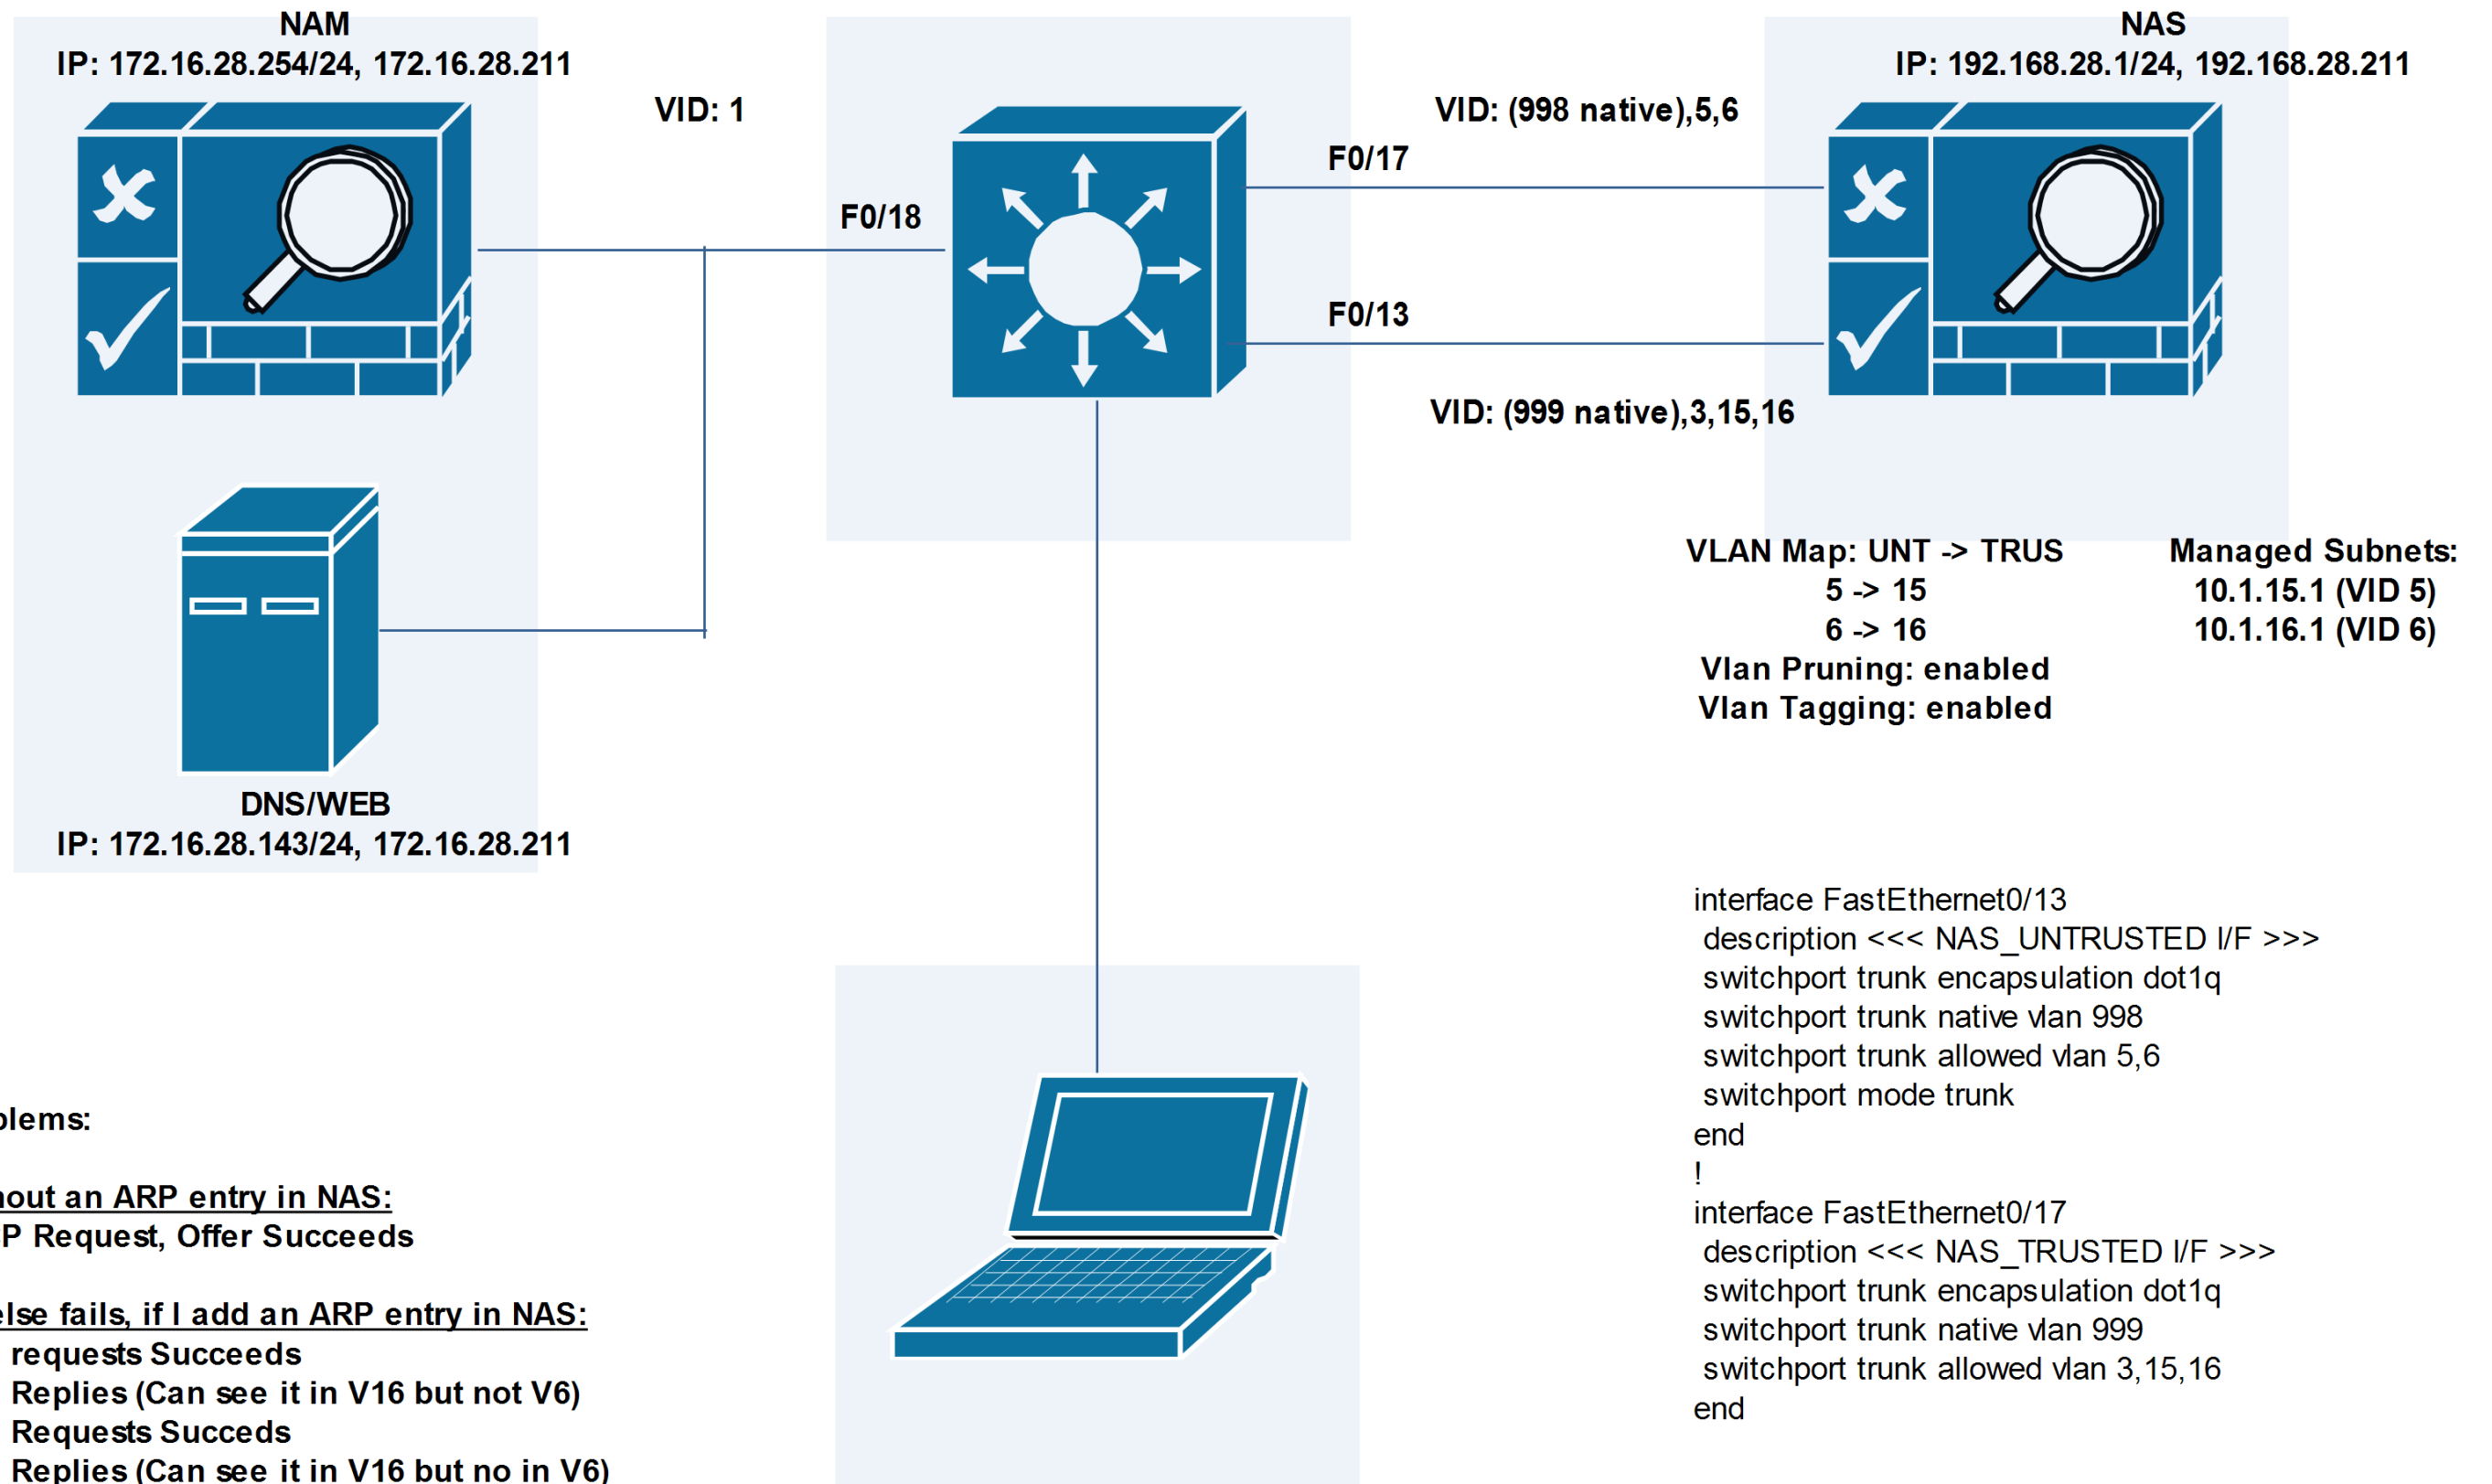 NAM
IP: 172.16.28.254/24, 172.16.28.211
VID: 1
F0/18
VID: (998 native),5,6
F0/17
F0/13
VID: (999 native),3,15,16
NAS
IP: 192.168.28.1/24, 192.168.28.211
VLAN Map: UNT -> TRUS
5 -> 15
6 -> 16
Vlan Pruning: enabled
Vlan Tagging: enabled
Managed Subnets:
10.1.15.1 (VID 5)
10.1.16.1 (VID 6)
DNS/WEB
IP: 172.16.28.143/24, 172.16.28.211
interface FastEthernet0/13
description <<< NAS_UNTRUSTED I/F >>>
switchport trunk encapsulation dot1q
switchport trunk native vlan 998
switchport trunk allowed vlan 5,6
switchport mode trunk
end
!
interface FastEthernet0/17
description <<< NAS_TRUSTED I/F >>>
switchport trunk encapsulation dot1q
switchport trunk native vlan 999
switchport trunk allowed vlan 3,15,16
end
blems:
out an ARP entry in NAS:
P Request, Offer Succeeds
else fails, if I add an ARP entry in NAS:
requests Succeeds
Replies (Can see it in V16 but not V6)
Requests Succeds
Replies (Can see it in V16 but no in V6)